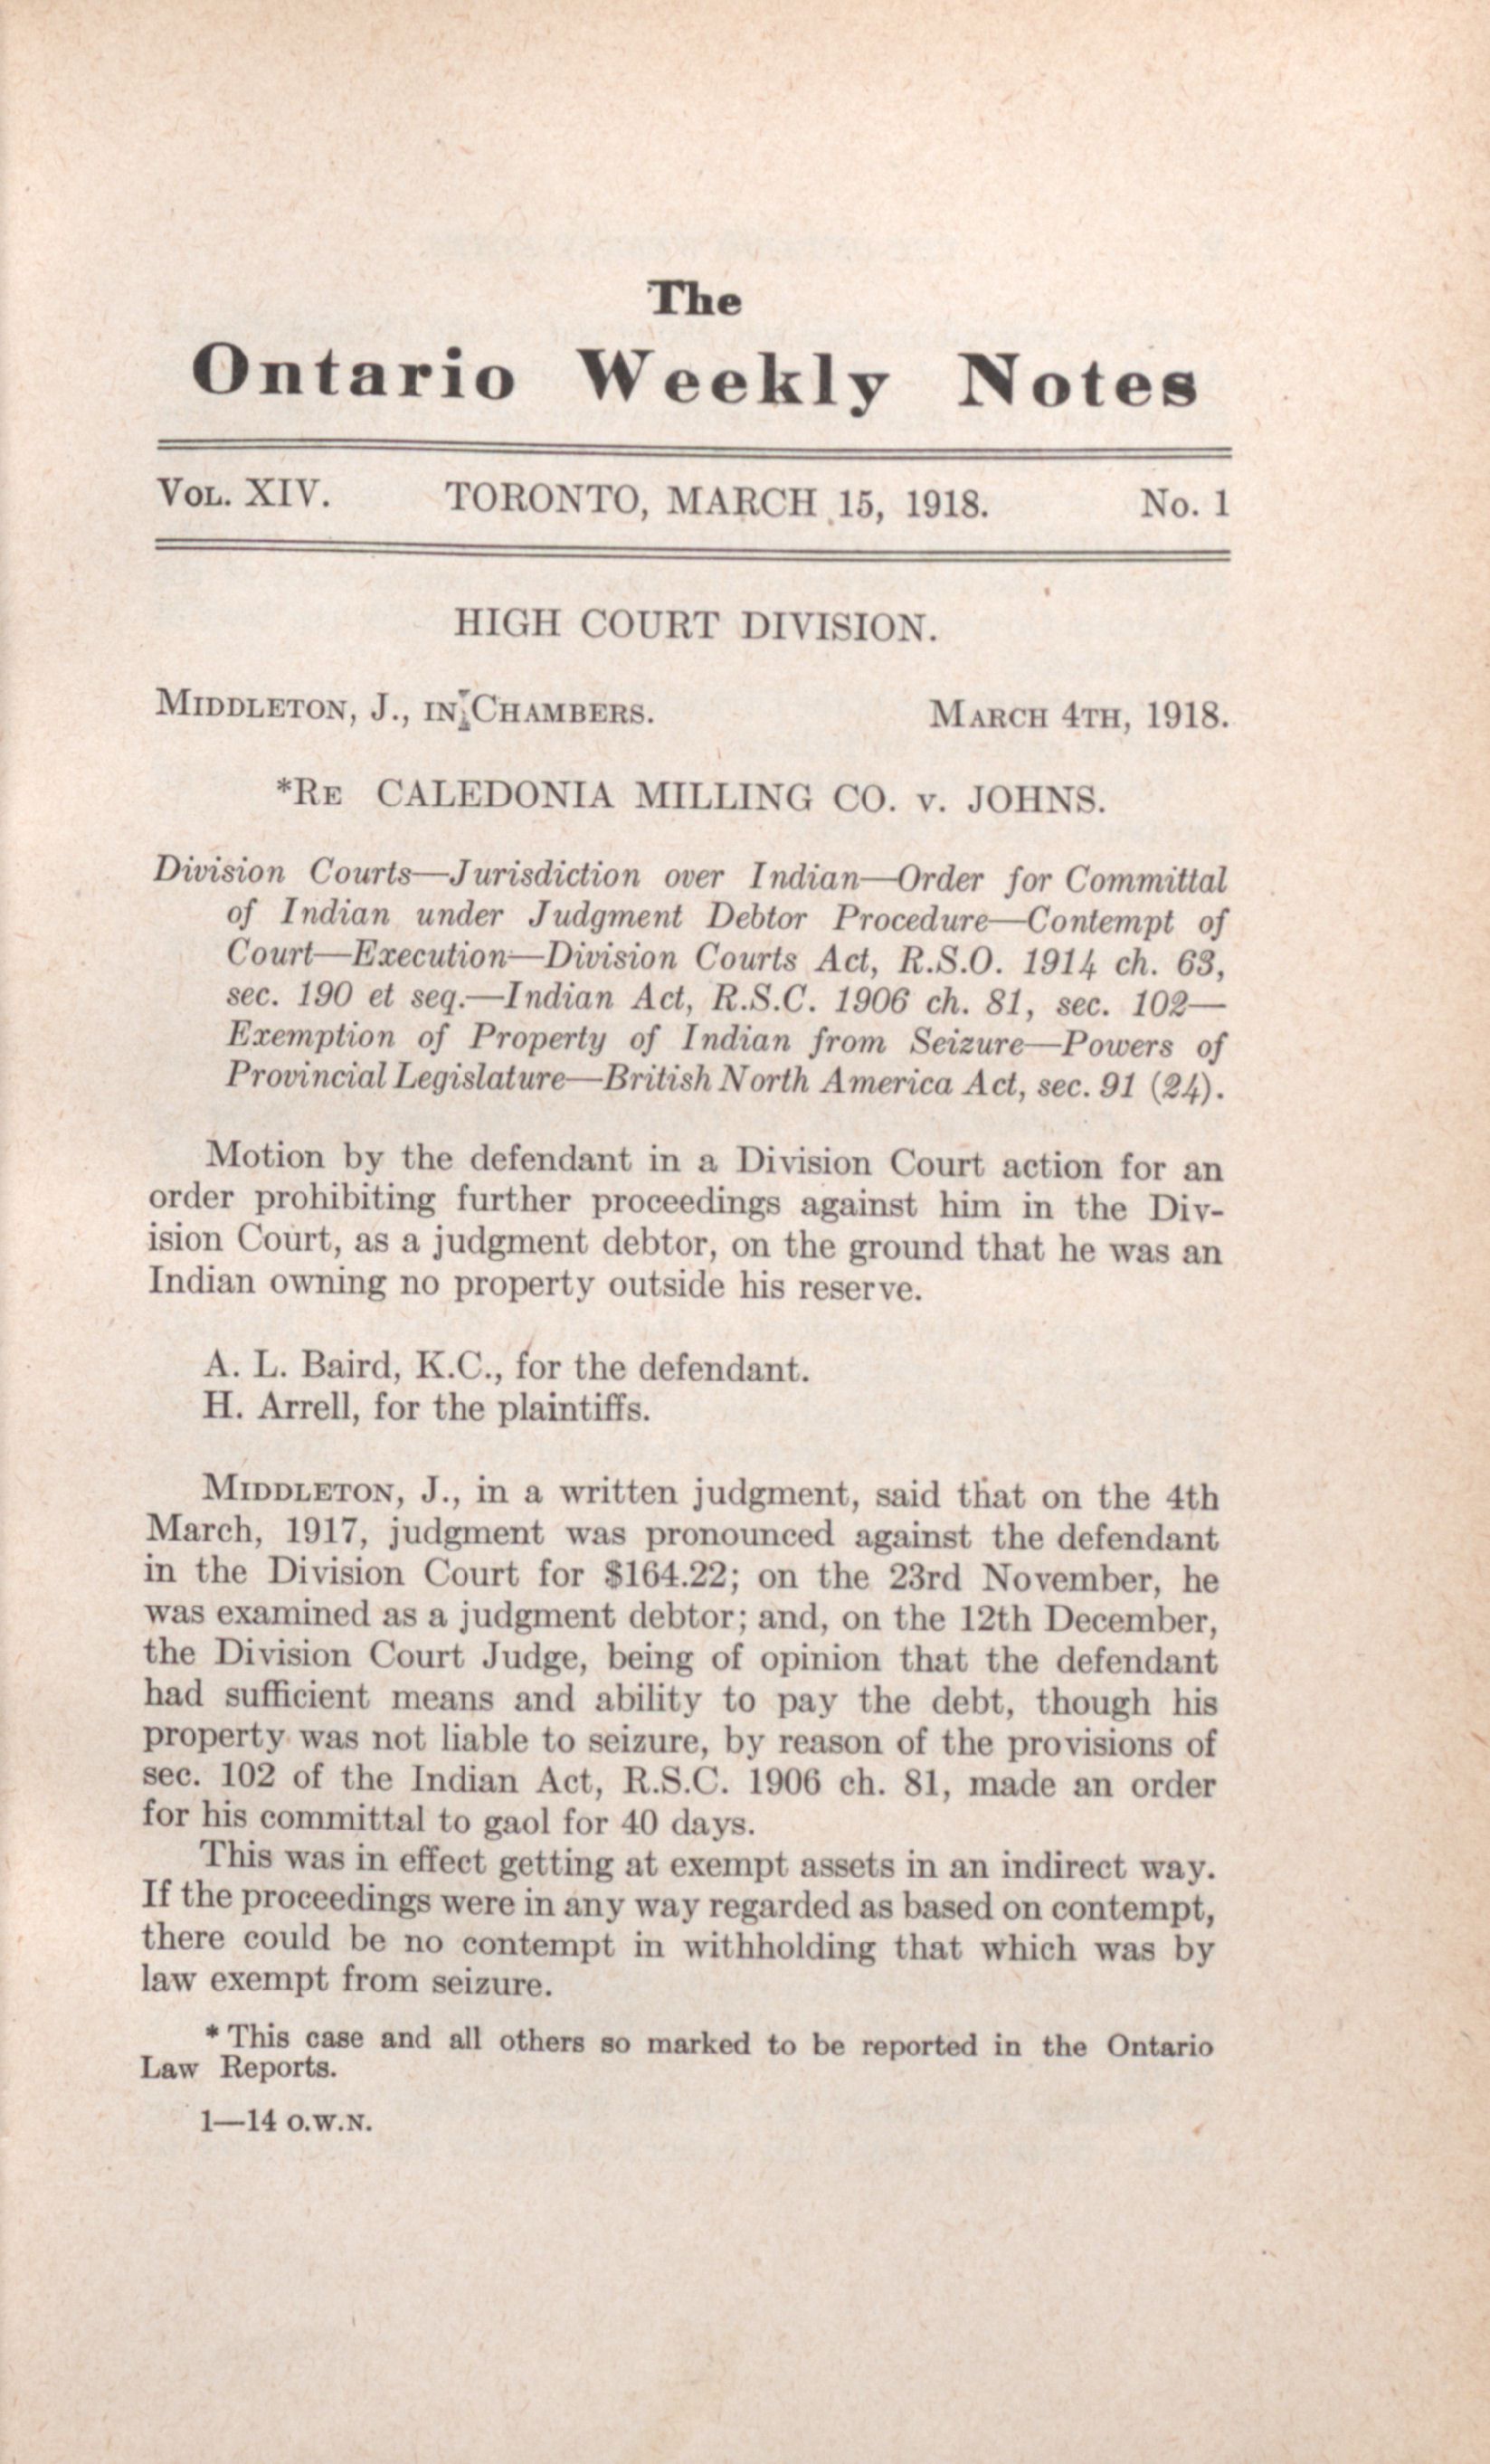 The
Ontario Weekly Notes
VOL. XIV. TORONTO, MARCH 15, 1918. No. 1
HIGH COURT DIVISION.
MIDDLETON, J., IN CHAMBERS. MARCH 4TH, 1918.
*RE CALEDONIA MILLING CO. v. JOHNS.
Division Courts—Jurisdiction over Indian—Order for Committal
of Indian under Judgment Debtor Procedure—Contempt of
Court—Execution—Division Courts Act, R.S.O. 1914 ch. 63,
sec. 190 et seq.—Indian Act, R.S.C. 1906 ch. 81, sec. 102—
Exemption of Property of Indian from Seizure—Powers of
Provincial Legislature—British North America Act, sec. 91 (24).
Motion by the defendant in a Division Court action for an
order prohibiting further proceedings against him in the Div-
ision Court, as a judgment debtor, on the ground that he was an
Indian owning no property outside his reserve.
A. L. Baird, K.C., for the defendant.
H. Arrell, for the plaintiffs.
MIDDLETON, J., in a written judgment, said that on the 4th
March, 1917, judgment was pronounced against the defendant
in the Division Court for $164.22; on the 23rd November, he
was examined as a judgment debtor; and, on the 12th December,
the Division Court Judge, being of opinion that the defendant
had sufficient means and ability to pay the debt, though his
property was not liable to seizure, by reason of the provisions of
sec. 102 of the Indian Act, R.S.C. 1906 ch. 81, made an order
for his committal to gaol for 40 days.
This was in effect getting at exempt assets in an indirect way.
If the proceedings were in any way regarded as based on contempt,
there could be no contempt in withholding that which was by
law exempt from seizure.
* This case and all others so marked to be reported in the Ontario
Law Reports.
1—14 O.W.N.